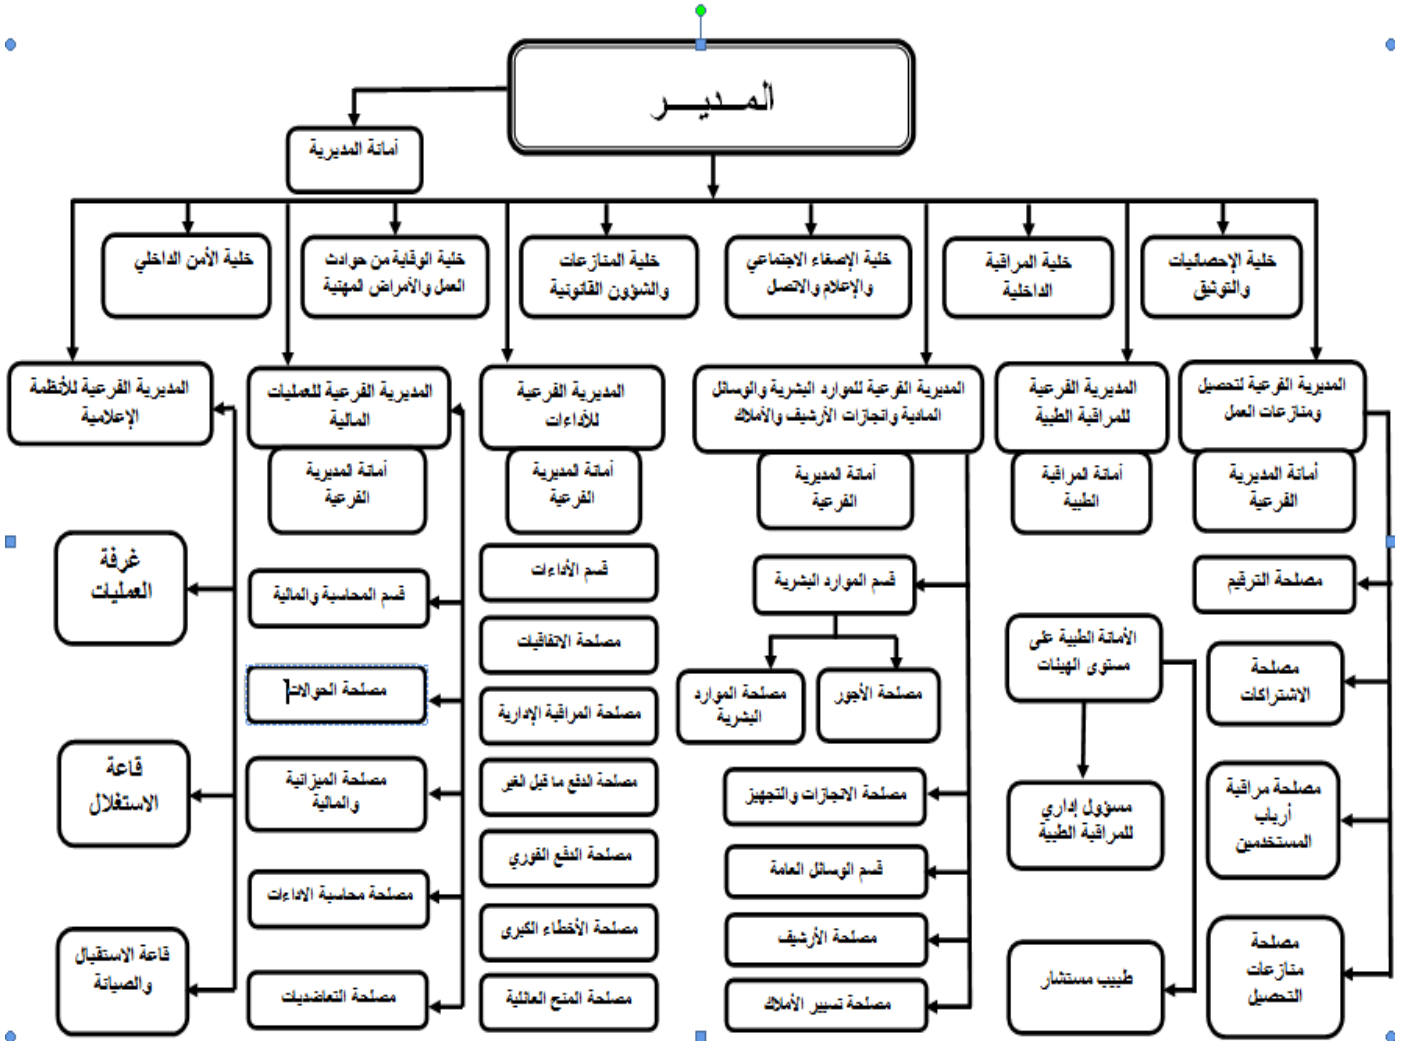 المـــديـــر
أمانة المديرية
خلية الإحصائيات
والتوثيق
خلية المراقبة
الداخلية
خلية الإصغاء الاجتماعي
والإعلام والاتصل
خلية المنازعات
والشؤون القانونية
خلية الوقاية من حوادث
العمل والأمراض المهنية
خلية الأمن الداخلي
المديرية الفرعية لتحصيل
ومنازعات العمل
المديرية الفرعية
للمراقبة الطبية
المديرية الفرعية للموارد البشرية والوسائل
المادية وانجازات الأرشيف والأملاك
المديرية الفرعية
للأداءات
المديرية الفرعية للعمليات
المالية
المديرية الفرعية للأنظمة
الإعلامية
أمانة المديرية
الفرعية
أمانة المراقبة
الطبية
أمانة المديرية
الفرعية
أمانة المديرية
الفرعية
أمانة المديرية
الفرعية
مصلحة الترقيم
مصلحة
الاشتراكات
مصلحة مراقبة
أرباب
المستخدمين
مصلحة
منازعات
التحصيل
الأمانة الطبية على
مستوى الهيئات
مسؤول إداري
للمراقبة الطبية
طبيب مستشار
قسم الموارد البشرية
مصلحة الأجور
مصلحة الموارد
البشرية
مصلحة الانجازات والتجهيز
قسم الوسائل العامة
مصلحة الأرشيف
مصلحة تسيير الأملاك
قسم الأداءات
مصلحة الاتفاقيات
مصلحة المراقبة الإدارية
مصلحة الدفع ما قبل الغير
مصلحة الدفع الفوري
مصلحة الأخطاء الكبرى
مصلحة المنح العائلية
قسم المحاسبة والمالية
مصلحة الحوالات
مصلحة الميزانية
والمالية
مصلحة محاسبة الاداءات
مصلحة التعاضديات
غرفة
العمليات
قاعة
الاستغلال
قاعة الاستقبال
والصيانة